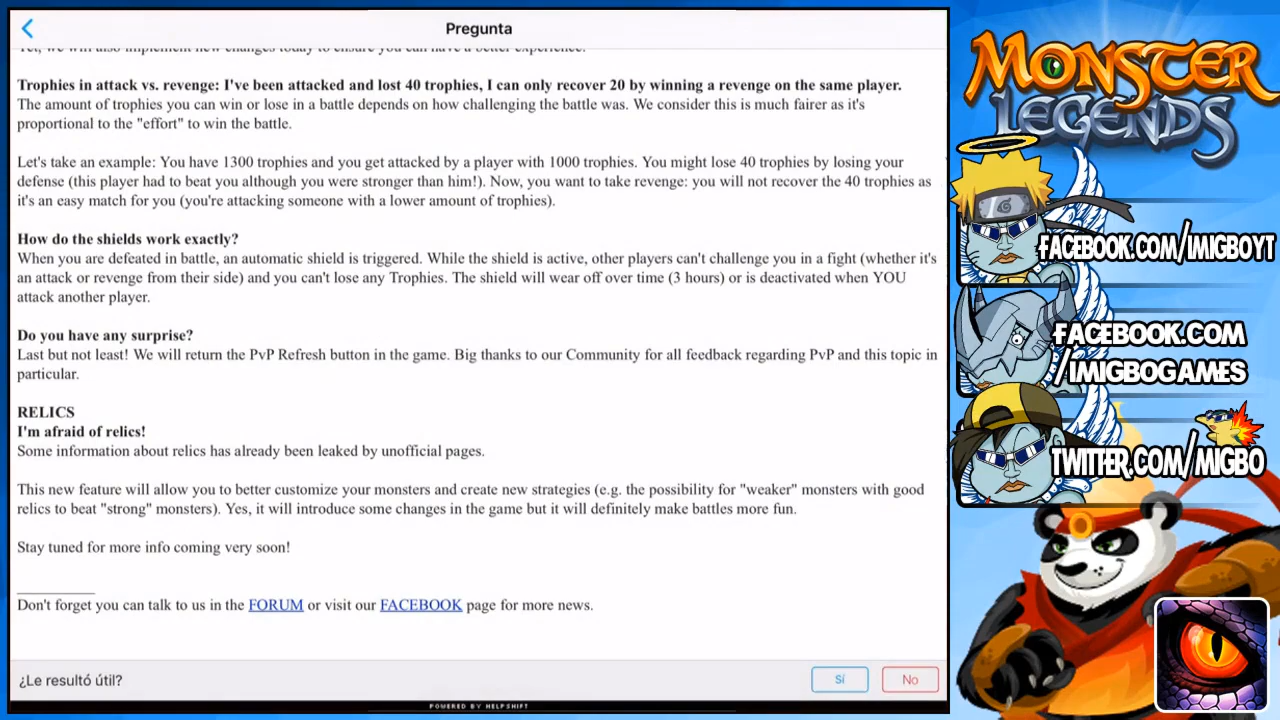 Pregunta
Yet, we will also implement new changes today to ensure you can have a better experience.
Trophies in attack vs. revenge: I've been attacked and lost 40 trophies, I can only recover 20 by winning a revenge on the same player.
The amount of trophies you can win or lose in a battle depends on how challenging the battle was. We consider this is much fairer as it's
proportional to the "effort" to win the battle.
Let's take an example: You have 1300 trophies and you get attacked by a player with 1000 trophies. You might lose 40 trophies by losing your
defense (this player had to beat you although you were stronger than him!). Now, you want to take revenge: you will not recover the 40 trophies as
it's an easy match for you (you're attacking someone with a lower amount of trophies).
How do the shields work exactly?
When you are defeated in battle, an automatic shield is triggered. While the shield is active, other players can't challenge you in a fight (whether it's
an attack or revenge from their side) and you can't lose any Trophies. The shield will wear off over time (3 hours) or is deactivated when YOU
attack another player.
Do you have any surprise?
Last but not least! We will return the PvP Refresh button in the game. Big thanks to our Community for all feedback regarding PvP and this topic in
particular.
RELICS
I'm afraid of relics!
Some information about relics has already been leaked by unofficial pages.
This new feature will allow you to better customize your monsters and create new strategies (e.g. the possibility for "weaker" monsters with good
relics to beat "strong" monsters). Yes, it will introduce some changes in the game but it will definitely make battles more fun.
Stay tuned for more info coming very soon!
Don't forget you can talk to us in the FORUM or visit our FACEBOOK page for more news.
¿Le resultó útil?
Sí
No
POWERED BY HELPSHIFT
MONSTER
LEGENDS
FACEBOOK.COM/IMIGBOYT
FACEBOOK.COM
/IMIGBOGAMES
TWITTER.COM/MIGBO